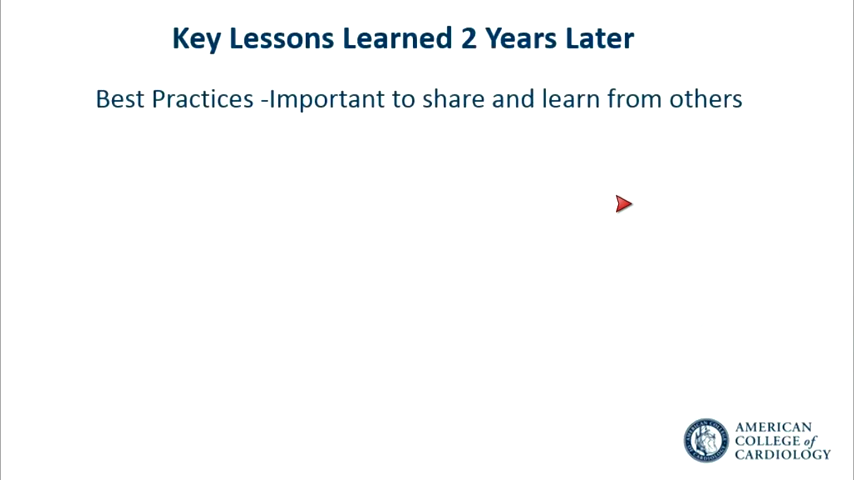 Key Lessons Learned 2 Years Later
Best Practices -Important to share and learn from others
AMERICAN
COLLEGE of
CARDIOLOGY